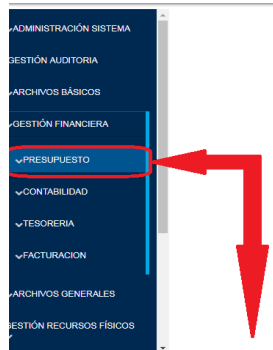 ADMINISTRACIÓN SISTEMA
GESTIÓN AUDITORIA
ARCHIVOS BÁSICOS
GESTIÓN FINANCIERA
PRESUPUESTO
CONTABILIDAD
TESORERIA
FACTURACION
ARCHIVOS GENERALES
GESTIÓN RECURSOS FÍSICOS